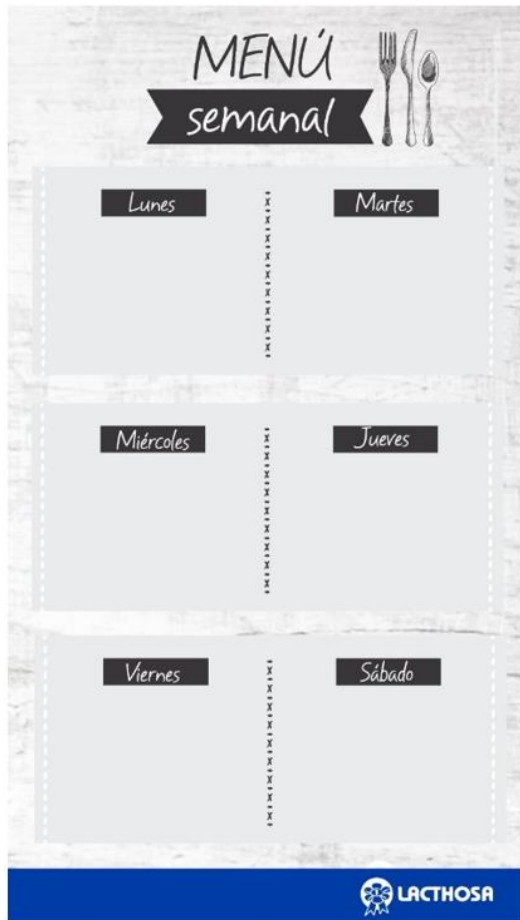 MENÚ
semanal
Lunes
Martes
Miércoles
Jueves
Viernes
Sábado
LACTHOSA